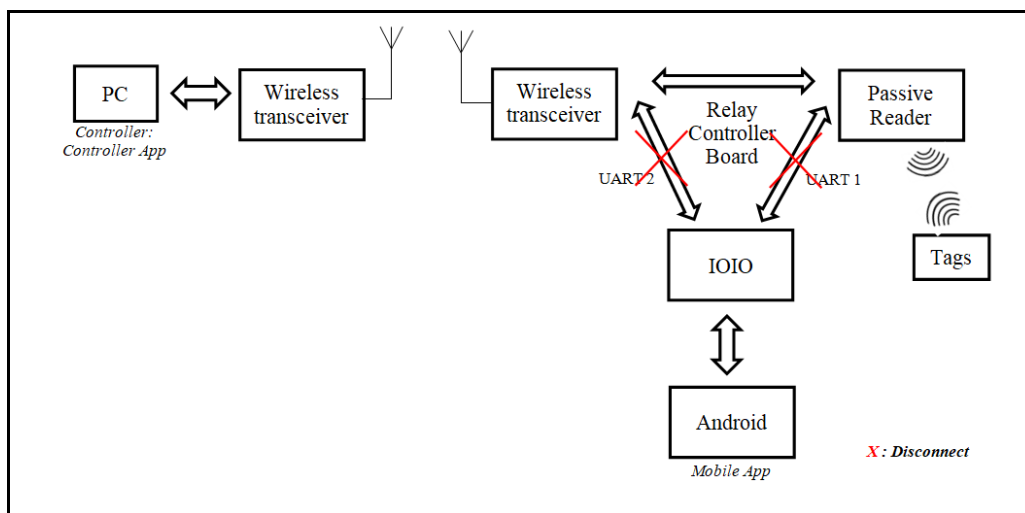 PC
Controller:
Controller App
Wireless
transceiver
Wireless
transceiver
Relay
Controller
Board
Passive
Reader
UART 2
UART 1
Tags
IOIO
Android
Mobile App
X : Disconnect